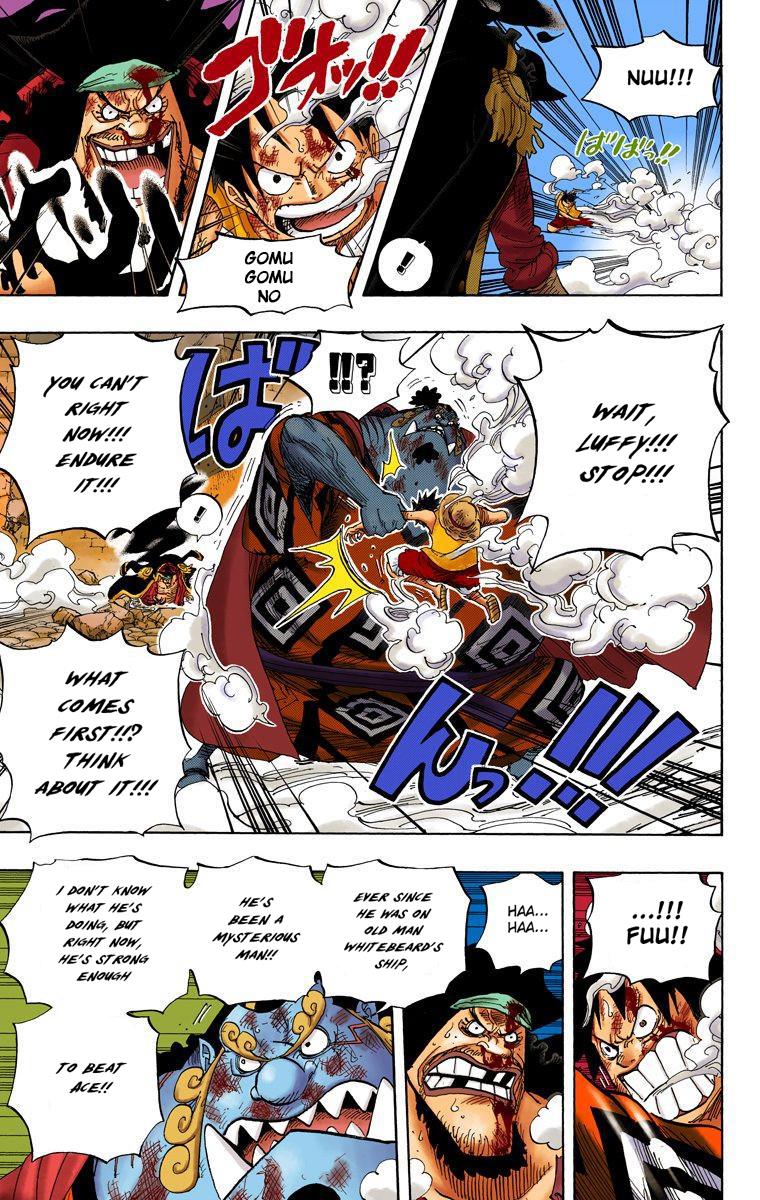 NUU!!!
ばばっ!!
!
ゴオッ!!
GOMU
GOMU
NO
WAIT,
LUFFY!!!
STOP!!!
!!?
ば
んっ...!!!
YOU CAN'T
RIGHT
NOW!!!
ENDURE
IT!!!
!
WHAT
COMES
FIRST!!?
THINK
ABOUT IT!!!
...!!!
FUU!!
HAA...
HAA...
EVER SINCE
HE WAS ON
OLD MAN
WHITEBEARD'S
SHIP,
HE'S
BEEN A
MYSTERIOUS
MAN!!
I DON'T KNOW
WHAT HE'S
DOING, BUT
RIGHT NOW,
HE'S STRONG
ENOUGH
TO BEAT
ACE!!